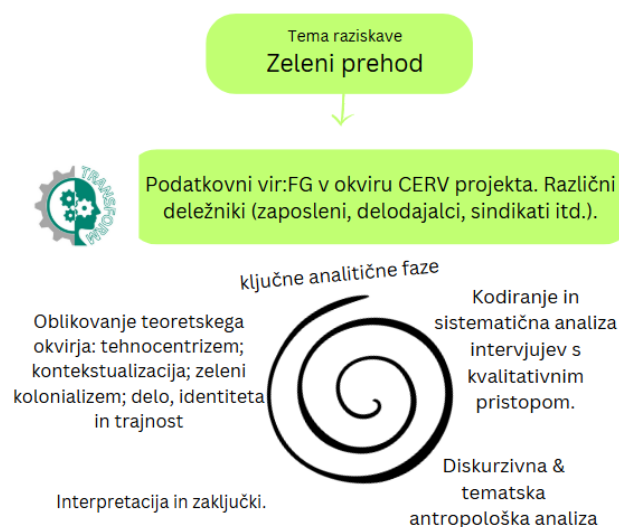 Tema raziskave
Zeleni prehod
TRANSFORM
Podatkovni vir:FG v okviru CERV projekta. Različni
deležniki (zaposleni, delodajalci, sindikati itd.).
ključne analitične faze
Oblikovanje teoretskega
okvirja: tehnocentrizem;
kontekstualizacija; zeleni
kolonializem; delo, identiteta
in trajnost
Kodiranje in
sistematična analiza
intervjujev s
kvalitativnim
pristopom.
Diskurzivna &
tematska
antropološka analiza
Interpretacija in zaključki.